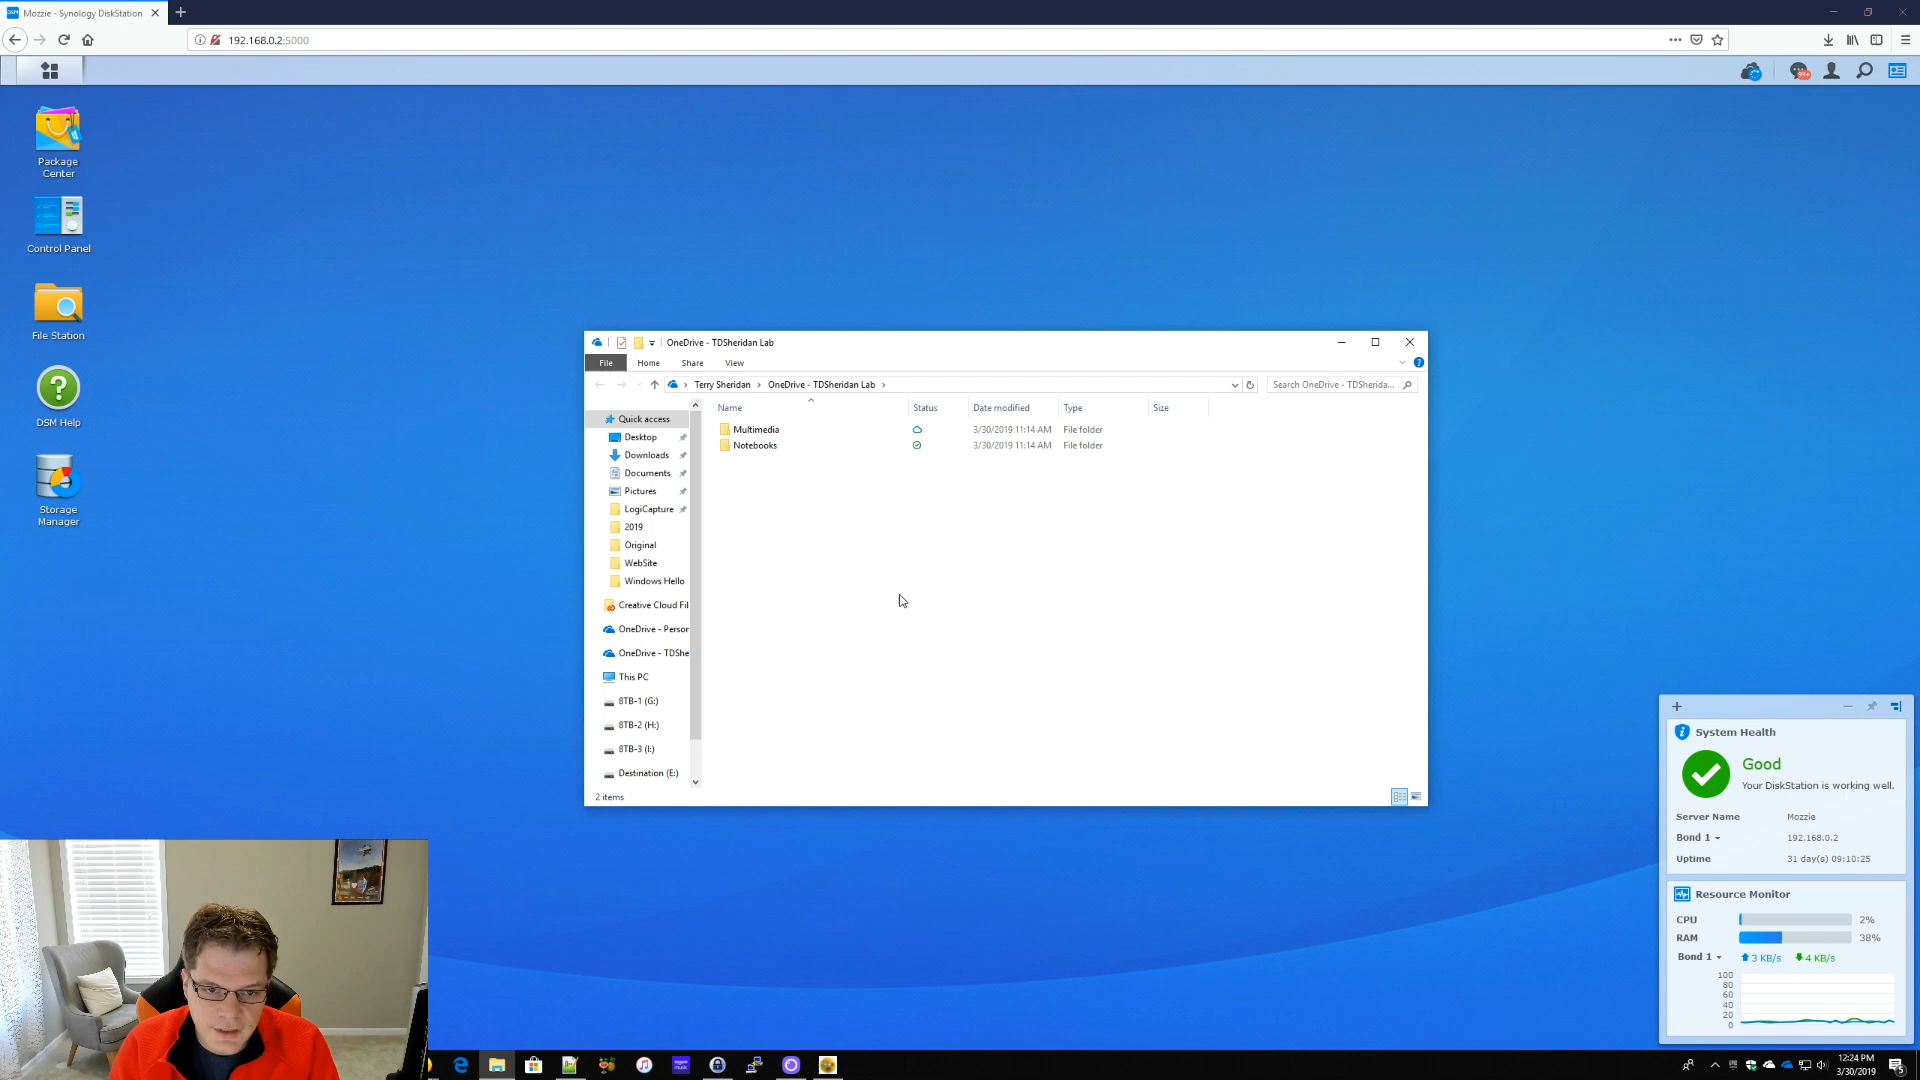 Mozzie - Synology DiskStation
192.168.0.2:5000
99+
Package
Center
Control Panel
File Station
DSM Help
Storage
Manager
OneDrive - TDSheridan Lab
File Home Share View
Terry Sheridan > OneDrive - TDSheridan Lab >
Search OneDrive - TDSherida...
Name Status Date modified Type Size
Multimedia 3/30/2019 11:14 AM File folder
Notebooks 3/30/2019 11:14 AM File folder
Quick access
Desktop
Downloads
Documents
Pictures
LogiCapture
2019
Original
WebSite
Windows Hello
Creative Cloud Fil
OneDrive - Person
OneDrive - TDShe
This PC
8TB-1 (G:)
8TB-2 (H:)
8TB-3 (I:)
Destination (E:)
2 items
System Health
Good
Your DiskStation is working well.
Server Name Mozzie
Bond 1 192.168.0.2
Uptime 31 day(s) 09:10:25
Resource Monitor
CPU 2%
RAM 38%
Bond 1 3 KB/s 4 KB/s
100
80
60
40
20
0
12:24 PM
3/30/2019
5